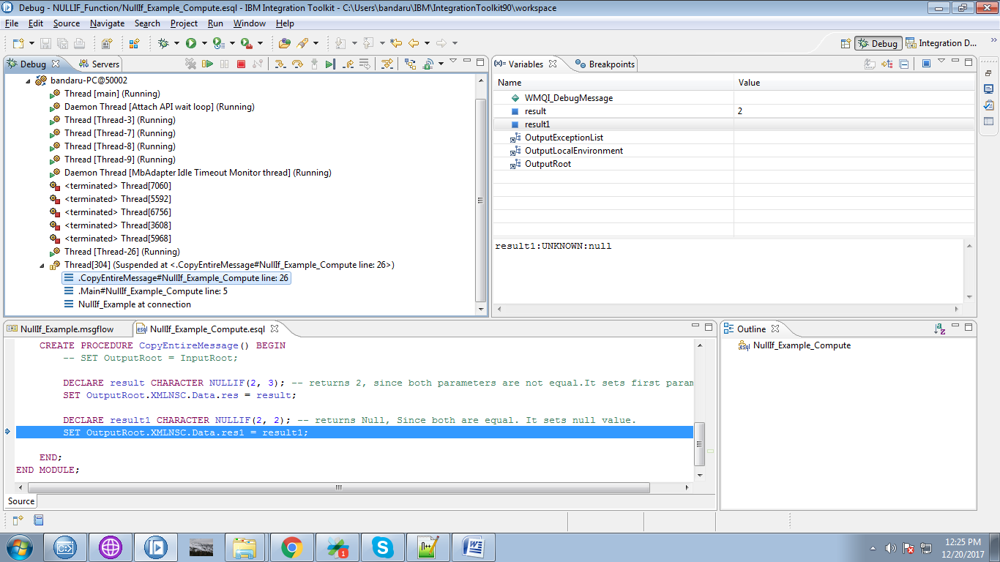 Debug - NULLIF_Function/NullIf_Example_Compute.esql - IBM Integration Toolkit - C:\Users\bandaru\IBM\IntegrationToolkit90\workspace
File Edit Source Navigate Search Project Run Window Help
Debug Integration D... »
Debug Servers
bandaru-PC@50002
Thread [main] (Running)
Daemon Thread [Attach API wait loop] (Running)
Thread [Thread-3] (Running)
Thread [Thread-7] (Running)
Thread [Thread-8] (Running)
Thread [Thread-9] (Running)
Daemon Thread [MbAdapter Idle Timeout Monitor thread] (Running)
<terminated> Thread[7060]
<terminated> Thread[5592]
<terminated> Thread[6756]
<terminated> Thread[3608]
<terminated> Thread[5968]
Thread [Thread-26] (Running)
Thread[304] (Suspended at <.CopyEntireMessage#NullIf_Example_Compute line: 26>)
.CopyEntireMessage#NullIf_Example_Compute line: 26
.Main#NullIf_Example_Compute line: 5
NullIf_Example at connection
(x)= Variables Breakpoints
Name Value
WMQI_DebugMessage
result 2
result1
OutputExceptionList
OutputLocalEnvironment
OutputRoot
result1:UNKNOWN:null
NullIf_Example.msgflow esql NullIf_Example_Compute.esql
CREATE PROCEDURE CopyEntireMessage() BEGIN
-- SET OutputRoot = InputRoot;
DECLARE result CHARACTER NULLIF(2, 3); -- returns 2, since both parameters are not equal.It sets first param
SET OutputRoot.XMLNSC.Data.res = result;
DECLARE result1 CHARACTER NULLIF(2, 2); -- returns Null, Since both are equal. It sets null value.
SET OutputRoot.XMLNSC.Data.res1 = result1;
END;
END MODULE;
Source
Outline
esql NullIf_Example_Compute
1
12:25 PM
12/20/2017